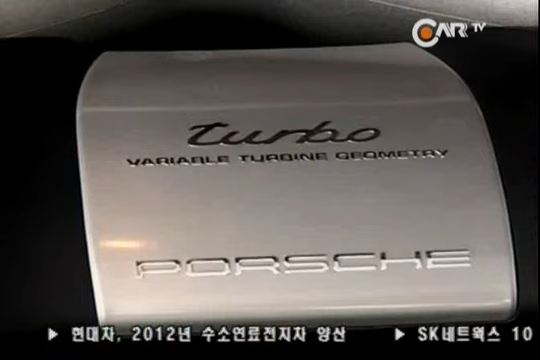 CAR TV
turbo
VARIABLE TURBINE GEOMETRY
PORSCHE
▶ 현대차, 2012년 수소연료전지차 양산 ▶ SK네트웍스 10